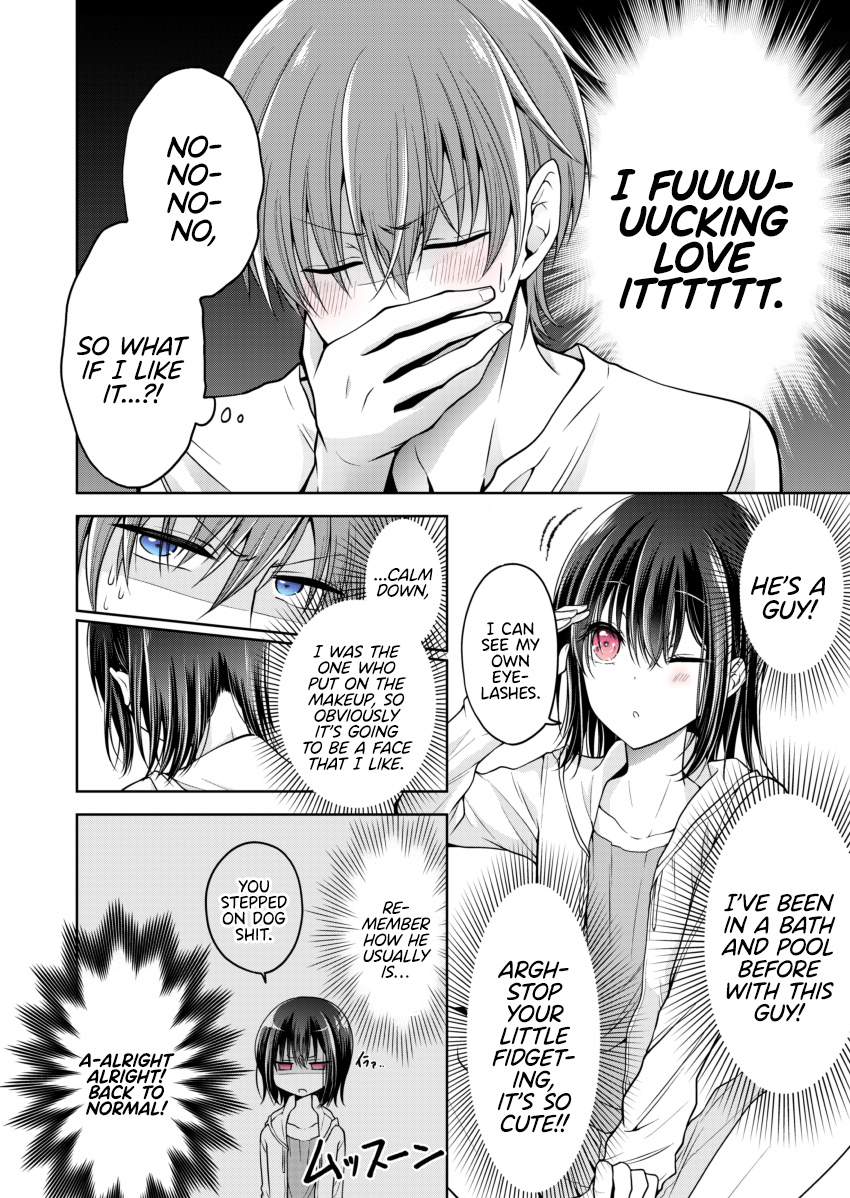 I FUUUU-
UUCKING
LOVE
ITTTTTT.
NO-
NO-
NO-
NO,
SO WHAT
IF I LIKE
IT...?!
HE'S A
GUY!
I CAN
SEE MY
OWN
EYE-
LASHES.
I'VE BEEN
IN A BATH
AND POOL
BEFORE
WITH THIS
GUY!
ARGH-
STOP
YOUR
LITTLE
FIDGET-
ING,
IT'S SO
CUTE!!
...CALM
DOWN,
I WAS THE
ONE WHO
PUT ON THE
MAKEUP, SO
OBVIOUSLY
IT'S GOING
TO BE A FACE
THAT I LIKE.
RE-
MEMBER
HOW HE
USUALLY
IS...
YOU
STEPPED
ON DOG
SHIT.
ムッスーン
A-ALRIGHT
ALRIGHT!
BACK TO
NORMAL!